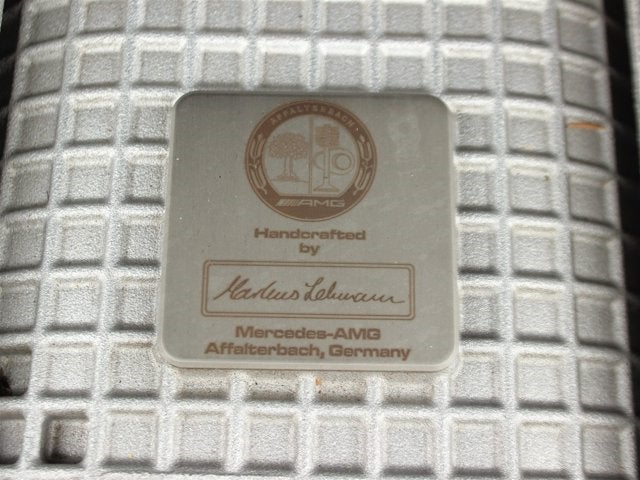 AFFALTERBACH
AMG
Handcrafted
by
Markus Lehmann
Mercedes-AMG
Affalterbach, Germany